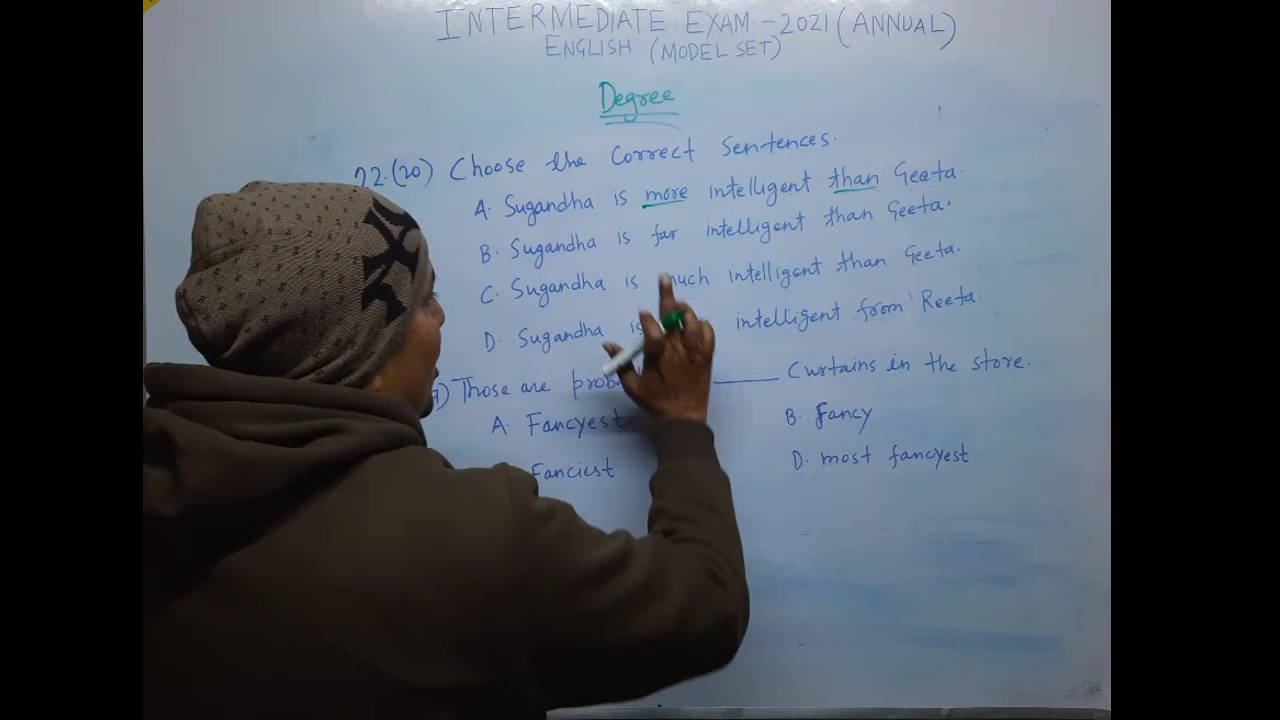 INTERMEDIATE EXAM - 2021 (ANNUAL)
ENGLISH (MODEL SET)
Degree
22.(20) Choose the Correct Sentences.
A. Sugandha is more intelligent than Geeta.
B. Sugandha is far intelligent than Geeta.
C. Sugandha is much intelligent than Geeta.
D. Sugandha is intelligent from Reeta.
) Those are ____ Curtains in the store.
A. Fancyest B. Fancy
Fanciest D. most fancyest